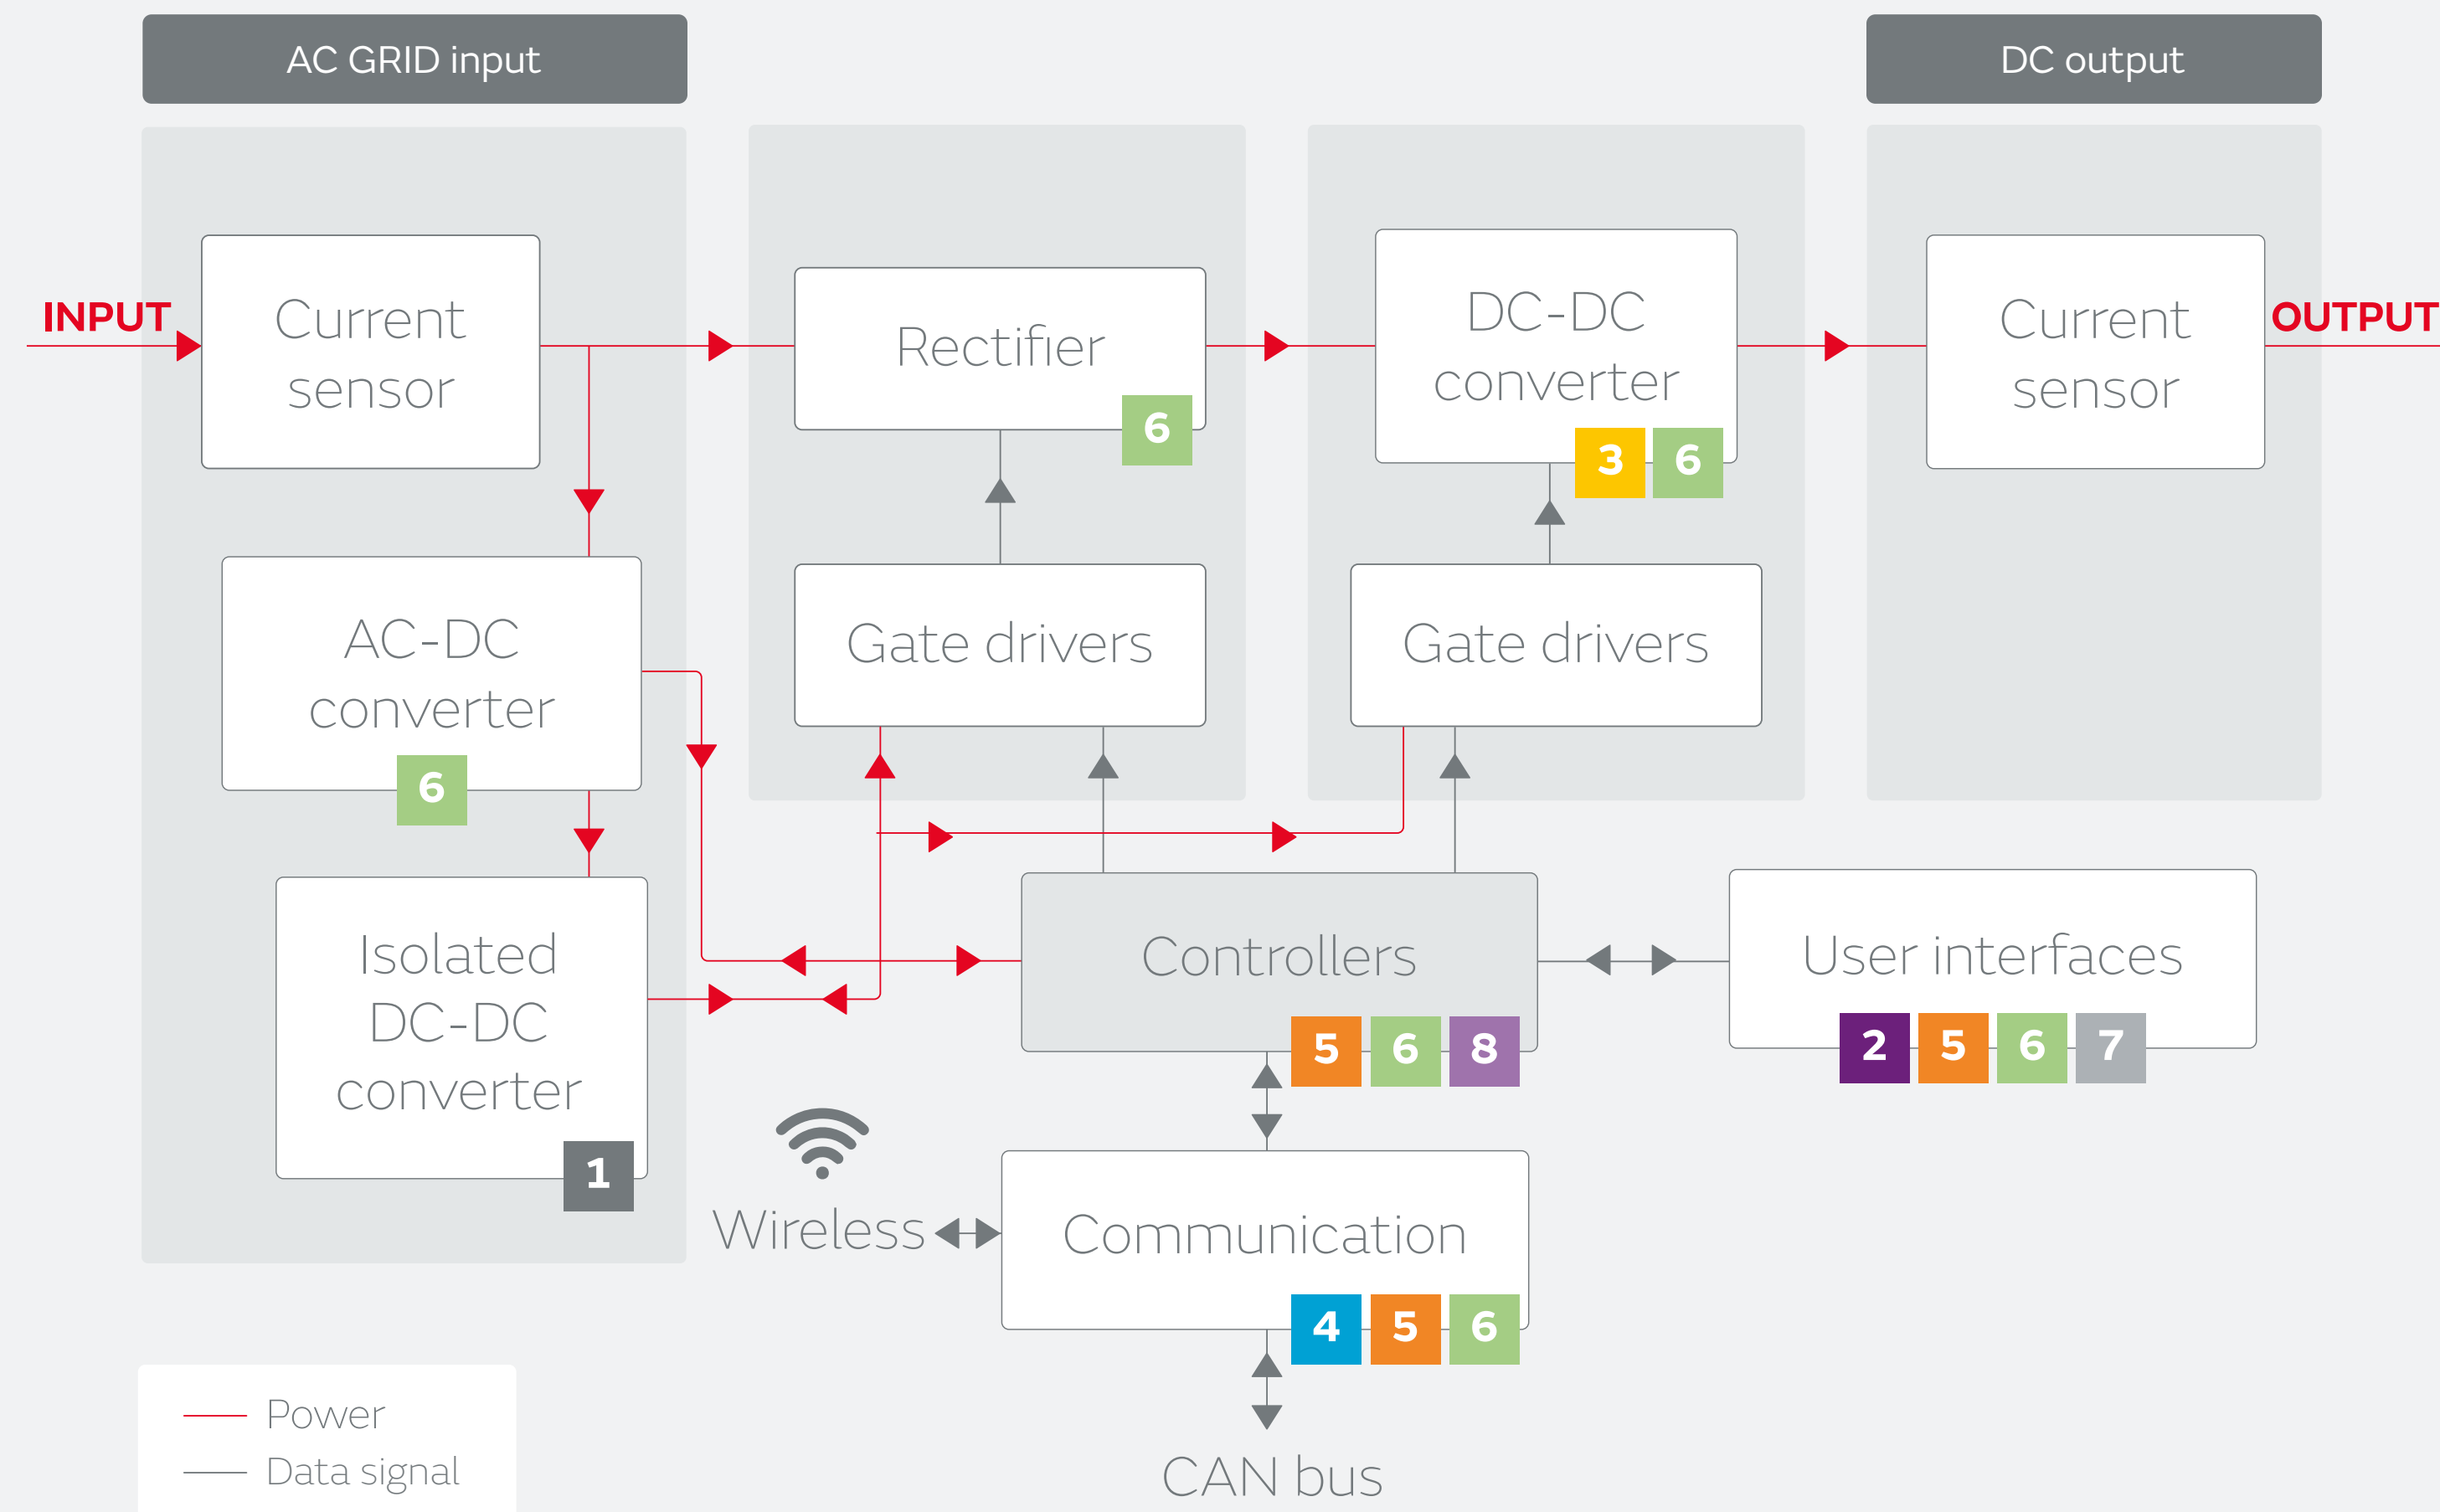 AC GRID input
DC output
INPUT
Current
sensor
Rectifier
6
DC-DC
converter
3 6
Current
sensor
OUTPUT
AC-DC
converter
6
Gate drivers
Gate drivers
Isolated
DC-DC
converter
1
Controllers
5 6 8
User interfaces
2 5 6 7
Wireless
Communication
4 5 6
CAN bus
Power
Data signal